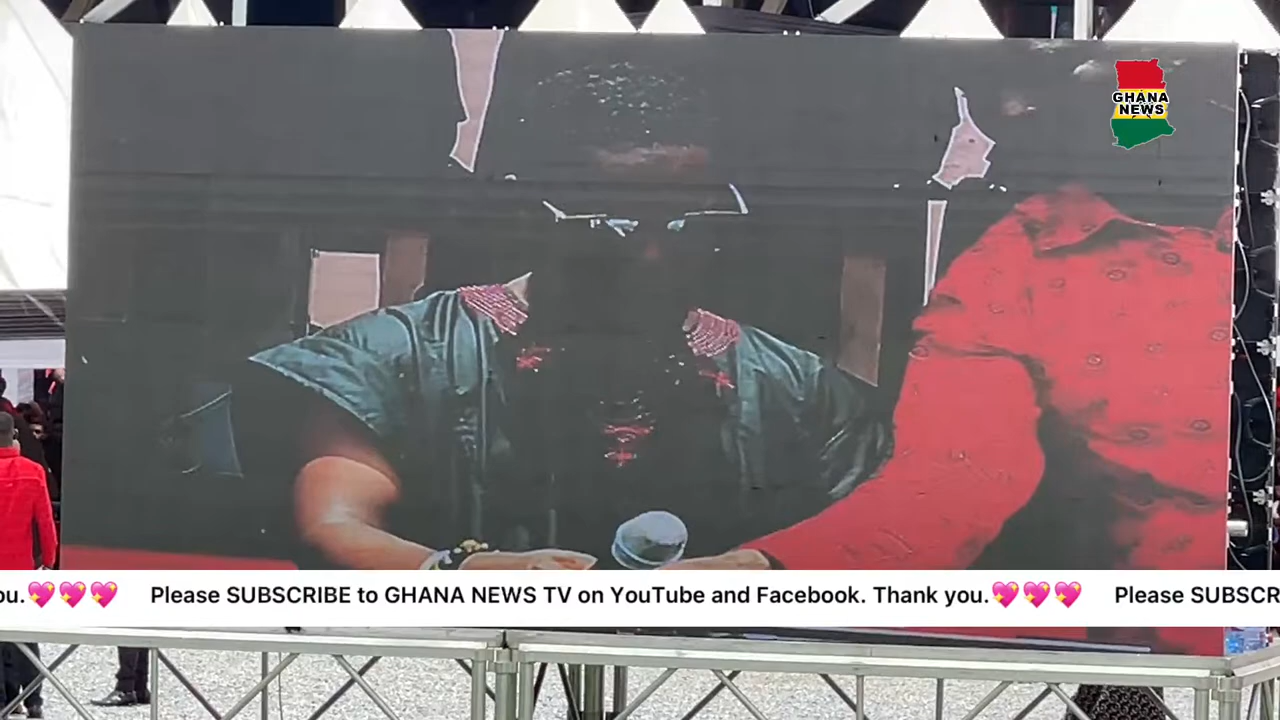 GHANA
NEWS
ou.💖💖💖 Please SUBSCRIBE to GHANA NEWS TV on YouTube and Facebook. Thank you.💖💖💖 Please SUBSCR